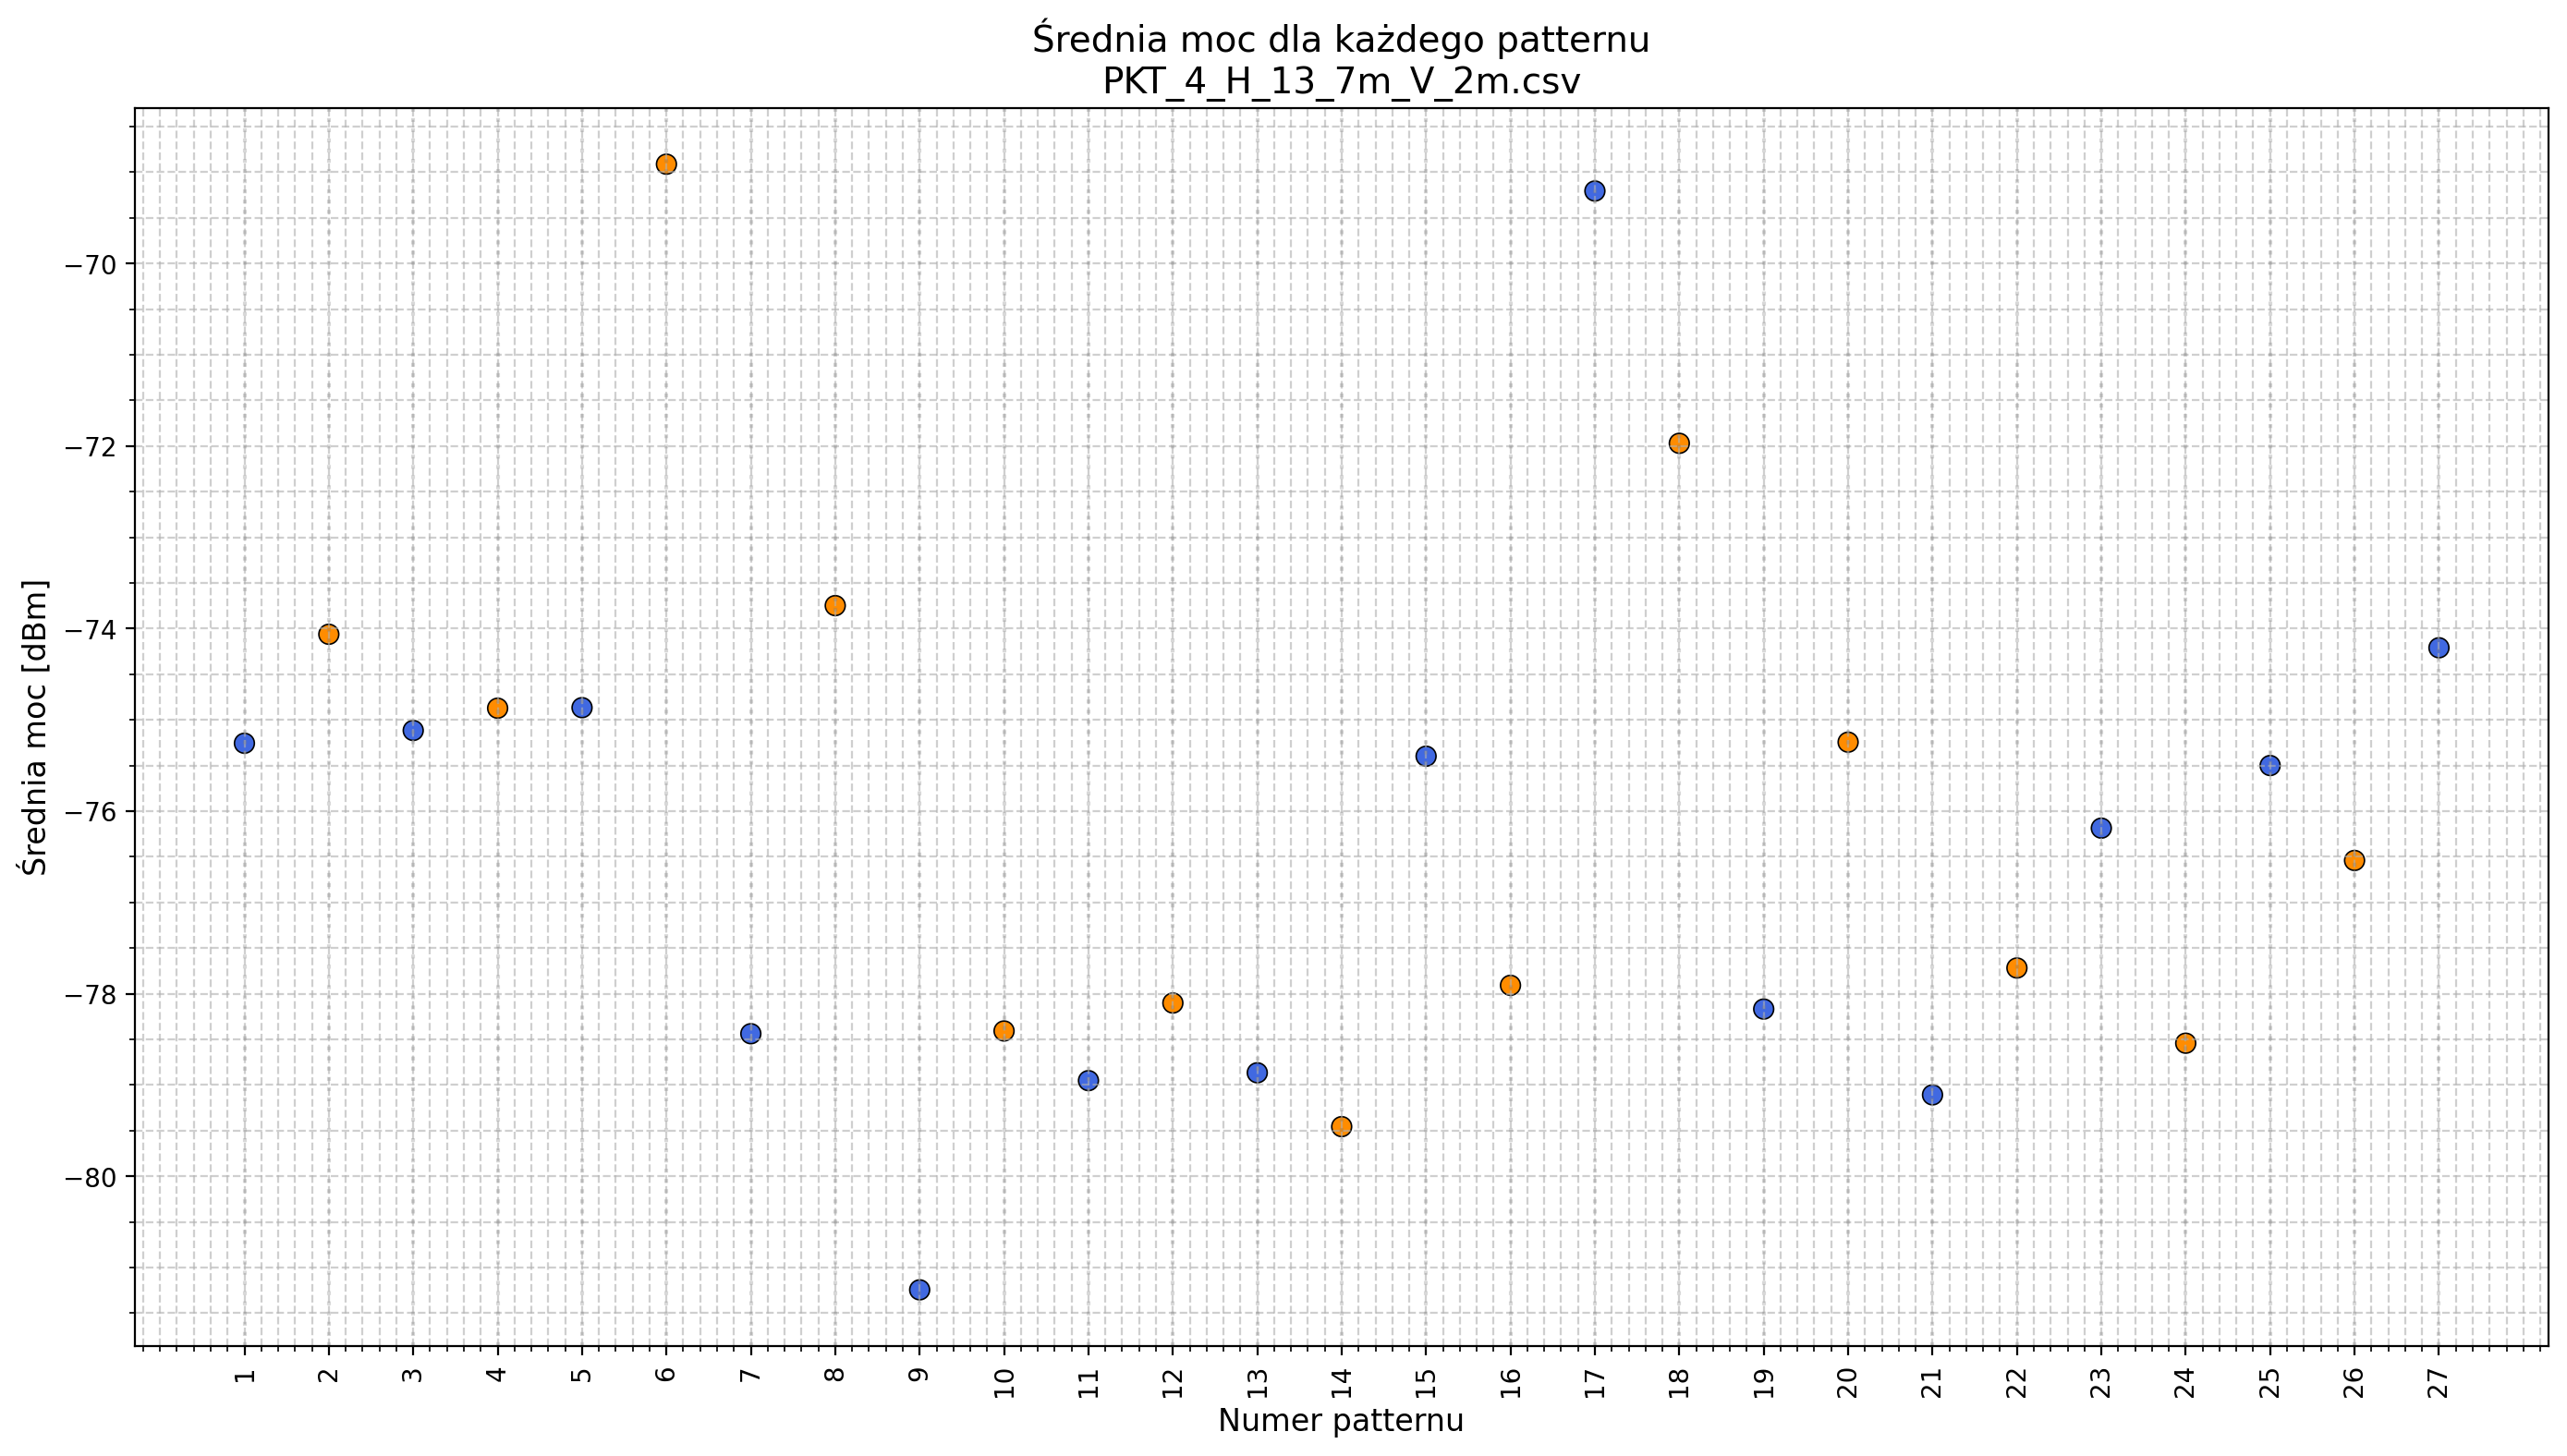 Średnia moc dla każdego patternu
PKT_4_H_13_7m_V_2m.csv
Średnia moc [dBm]
−70
−72
−74
−76
−78
−80
1 2 3 4 5 6 7 8 9 10 11 12 13 14 15 16 17 18 19 20 21 22 23 24 25 26 27
Numer patternu